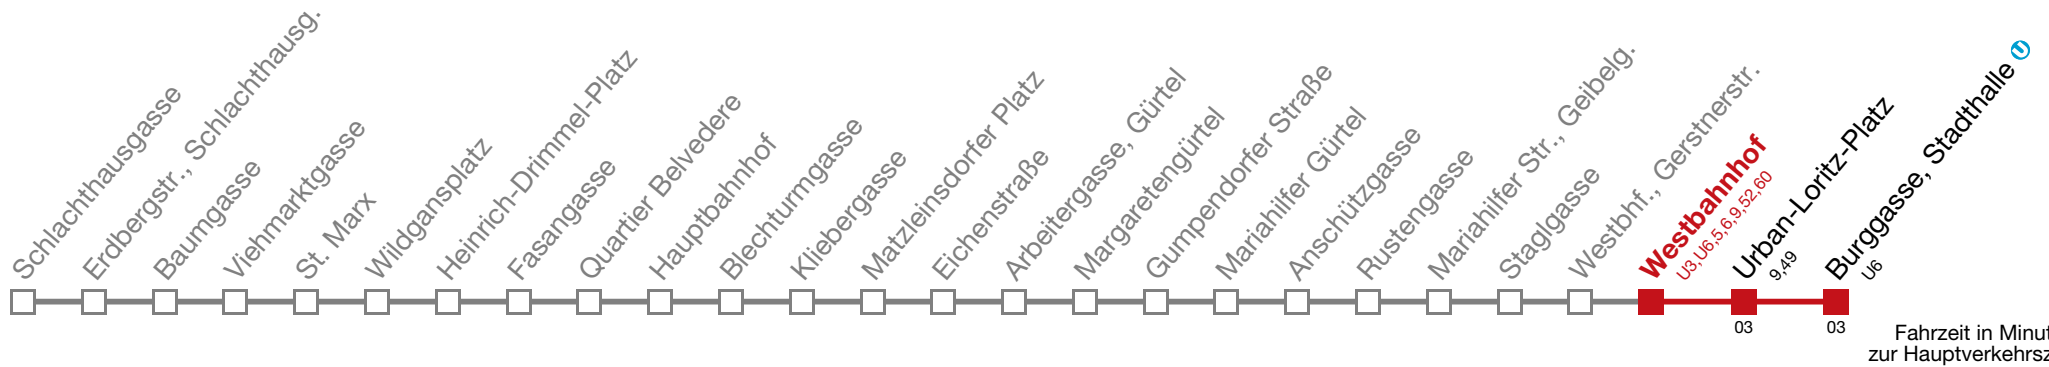 Schlachthausgasse
Erdbergstr., Schlachthausg.
Baumgasse
Viehmarktgasse
St. Marx
Wildgansplatz
Heinrich-Drimmel-Platz
Fasangasse
Quartier Belvedere
Hauptbahnhof
Blechturmgasse
Kliebergasse
Matzleinsdorfer Platz
Eichenstraße
Arbeitergasse, Gürtel
Margaretengürtel
Gumpendorfer Straße
Mariahilfer Gürtel
Anschützgasse
Rustengasse
Mariahilfer Str., Geibelg.
Staglgasse
Westbhf., Gerstnerstr.
Westbahnhof
U3,U6,5,6,9,52,60
Urban-Loritz-Platz
9,49
Burggasse, Stadthalle U
U6
03
03
Fahrzeit in Minut
zur Hauptverkehrsz